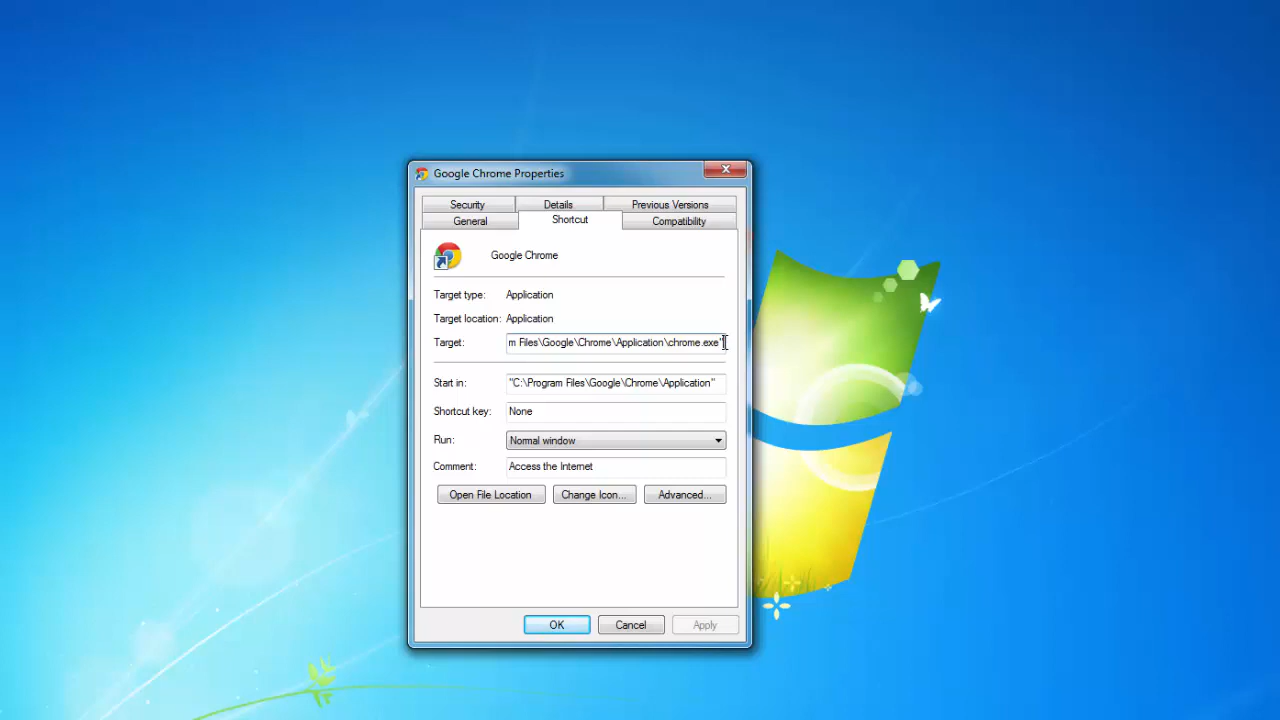 Google Chrome Properties
x
Security Details Previous Versions
General Shortcut Compatibility
Google Chrome
Target type: Application
Target location: Application
Target: m Files\Google\Chrome\Application\chrome.exe"
Start in: "C:\Program Files\Google\Chrome\Application"
Shortcut key: None
Run: Normal window
Comment: Access the Internet
Open File Location Change Icon... Advanced...
OK Cancel Apply